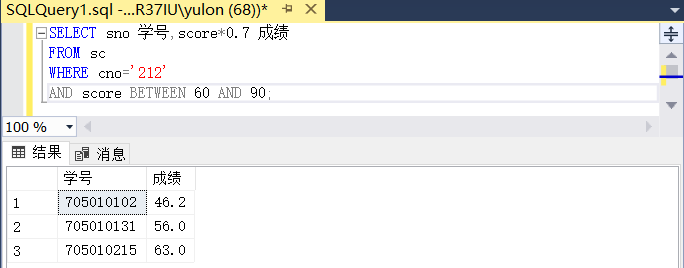 SQLQuery1.sql -...R37IU\yulon (68))*
SELECT sno 学号,score*0.7 成绩
FROM sc
WHERE cno='212'
AND score BETWEEN 60 AND 90;
100 %
结果 消息
学号 成绩
1 705010102 46.2
2 705010131 56.0
3 705010215 63.0